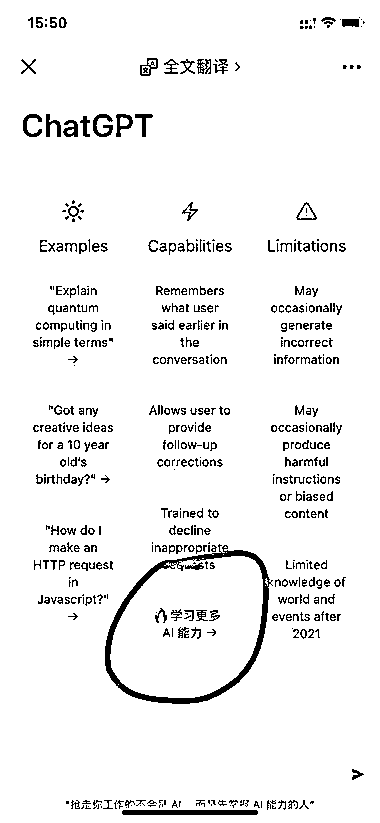 15:50
全文翻译 >
ChatGPT
Examples
Capabilities
Limitations
"Explain
quantum
computing in
simple terms"
→
Remembers
what user
said earlier in
the
conversation
May
occasionally
generate
incorrect
information
"Got any
creative ideas
for a 10 year
old's
birthday?" →
Allows user to
provide
follow-up
corrections
May
occasionally
produce
harmful
instructions
or biased
content
"How do I
make an
HTTP request
in
Javascript?"
→
Trained to
decline
inappropriate
requests
Limited
knowledge of
world and
events after
2021
学习更多
AI 能力 →
"抢走你工作的不会是 AI，而是先掌握 AI 能力的人"